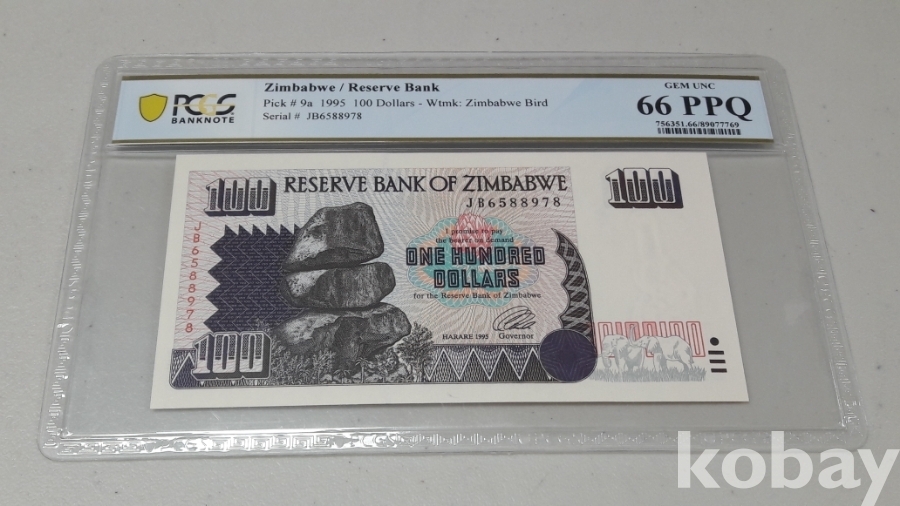 PCGS
BANKNOTE
Zimbabwe / Reserve Bank
Pick # 9a 1995 100 Dollars - Wtmk: Zimbabwe Bird
Serial # JB6588978
GEM UNC
66 PPQ
756351.66/89077769
100
RESERVE BANK OF ZIMBABWE
100
JB6588978
JB6588978
I promise to pay
the bearer on demand
ONE HUNDRED
DOLLARS
for the Reserve Bank of Zimbabwe
HARARE 1995 Governor
100
kobay